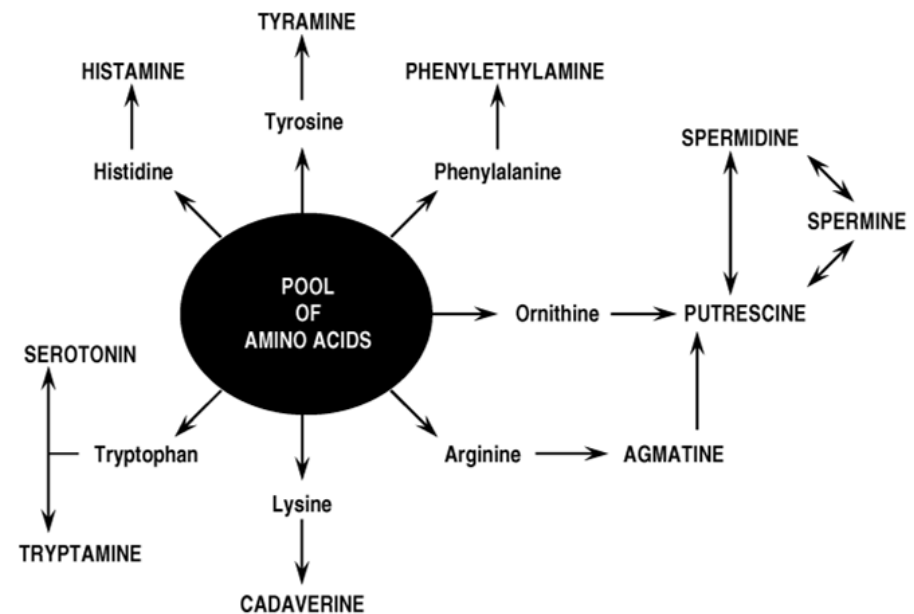 TYRAMINE
HISTAMINE
PHENYLETHYLAMINE
Tyrosine
SPERMIDINE
Histidine
Phenylalanine
SPERMINE
POOL
OF
AMINO ACIDS
Ornithine
PUTRESCINE
SEROTONIN
Tryptophan
Arginine
AGMATINE
Lysine
TRYPTAMINE
CADAVERINE